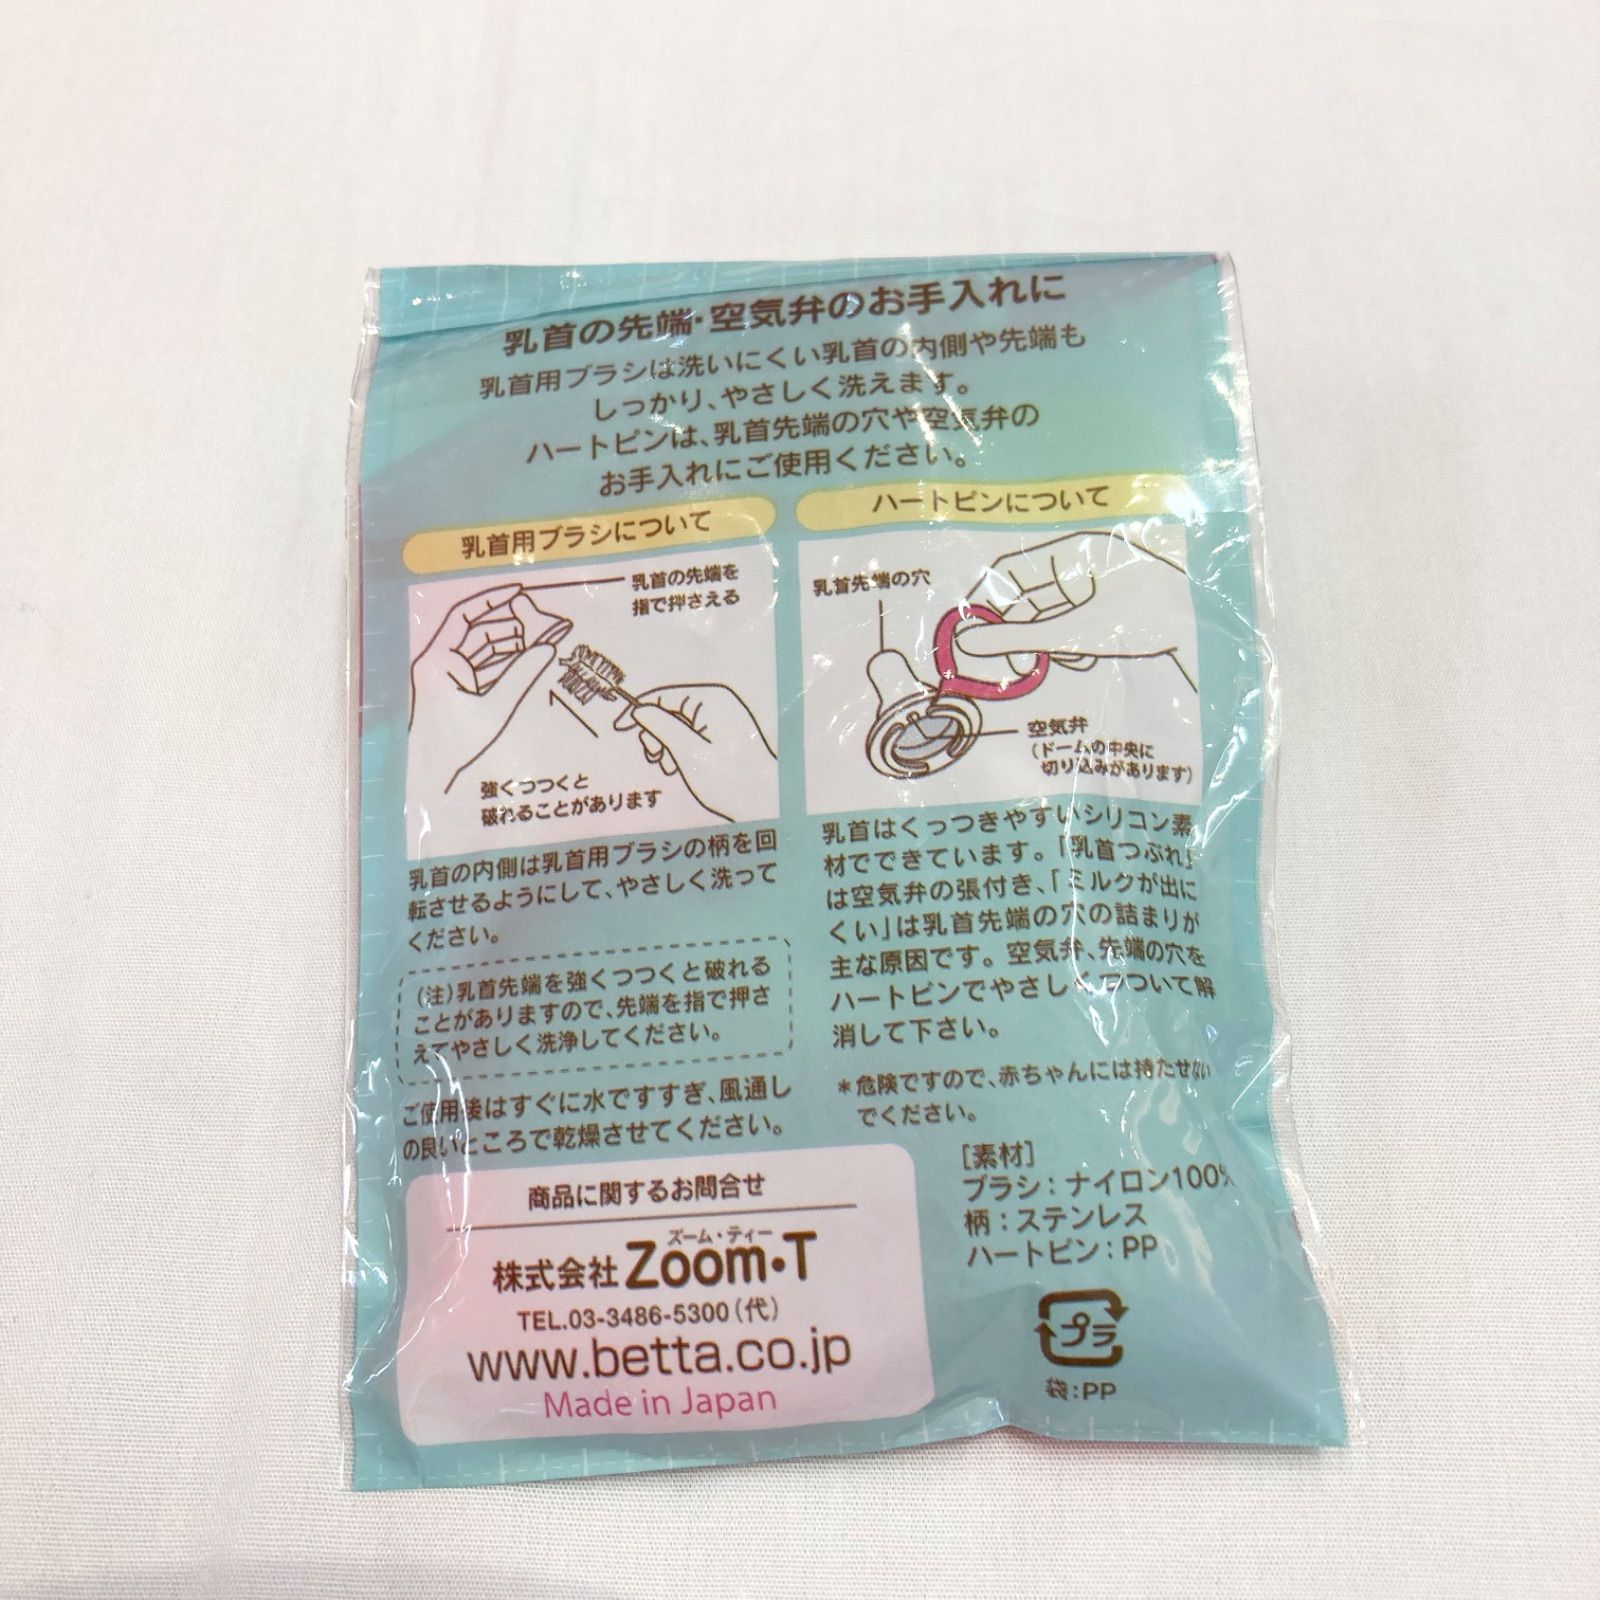 乳首の先端・空気弁のお手入れに
乳首用ブラシは洗いにくい乳首の内側や先端も
しっかり、やさしく洗えます。
ハートピンは、乳首先端の穴や空気弁の
お手入れにご使用ください。
乳首用ブラシについて
乳首の先端を
指で押さえる
強くつつくと
破れることがあります
乳首の内側は乳首用ブラシの柄を回
転させるようにして、やさしく洗って
ください。
(注)乳首先端を強くつつくと破れる
ことがありますので、先端を指で押さ
えてやさしく洗浄してください。
ご使用後はすぐに水ですすぎ、風通し
の良いところで乾燥させてください。
ハートピンについて
乳首先端の穴
空気弁
(ドームの中央に
切り込みがあります)
乳首はくっつきやすいシリコン素
材でできています。「乳首つぶれ」
は空気弁の張付き、「ミルクが出に
くい」は乳首先端の穴の詰まりが
主な原因です。空気弁、先端の穴を
ハートピンでやさしくつついて解
消して下さい。
*危険ですので、赤ちゃんには持たせない
でください。
[素材]
ブラシ:ナイロン100%
柄:ステンレス
ハートピン:PP
プラ
袋:PP
商品に関するお問合せ
ズーム・ティー
株式会社 Zoom・T
TEL.03-3486-5300(代)
www.betta.co.jp
Made in Japan